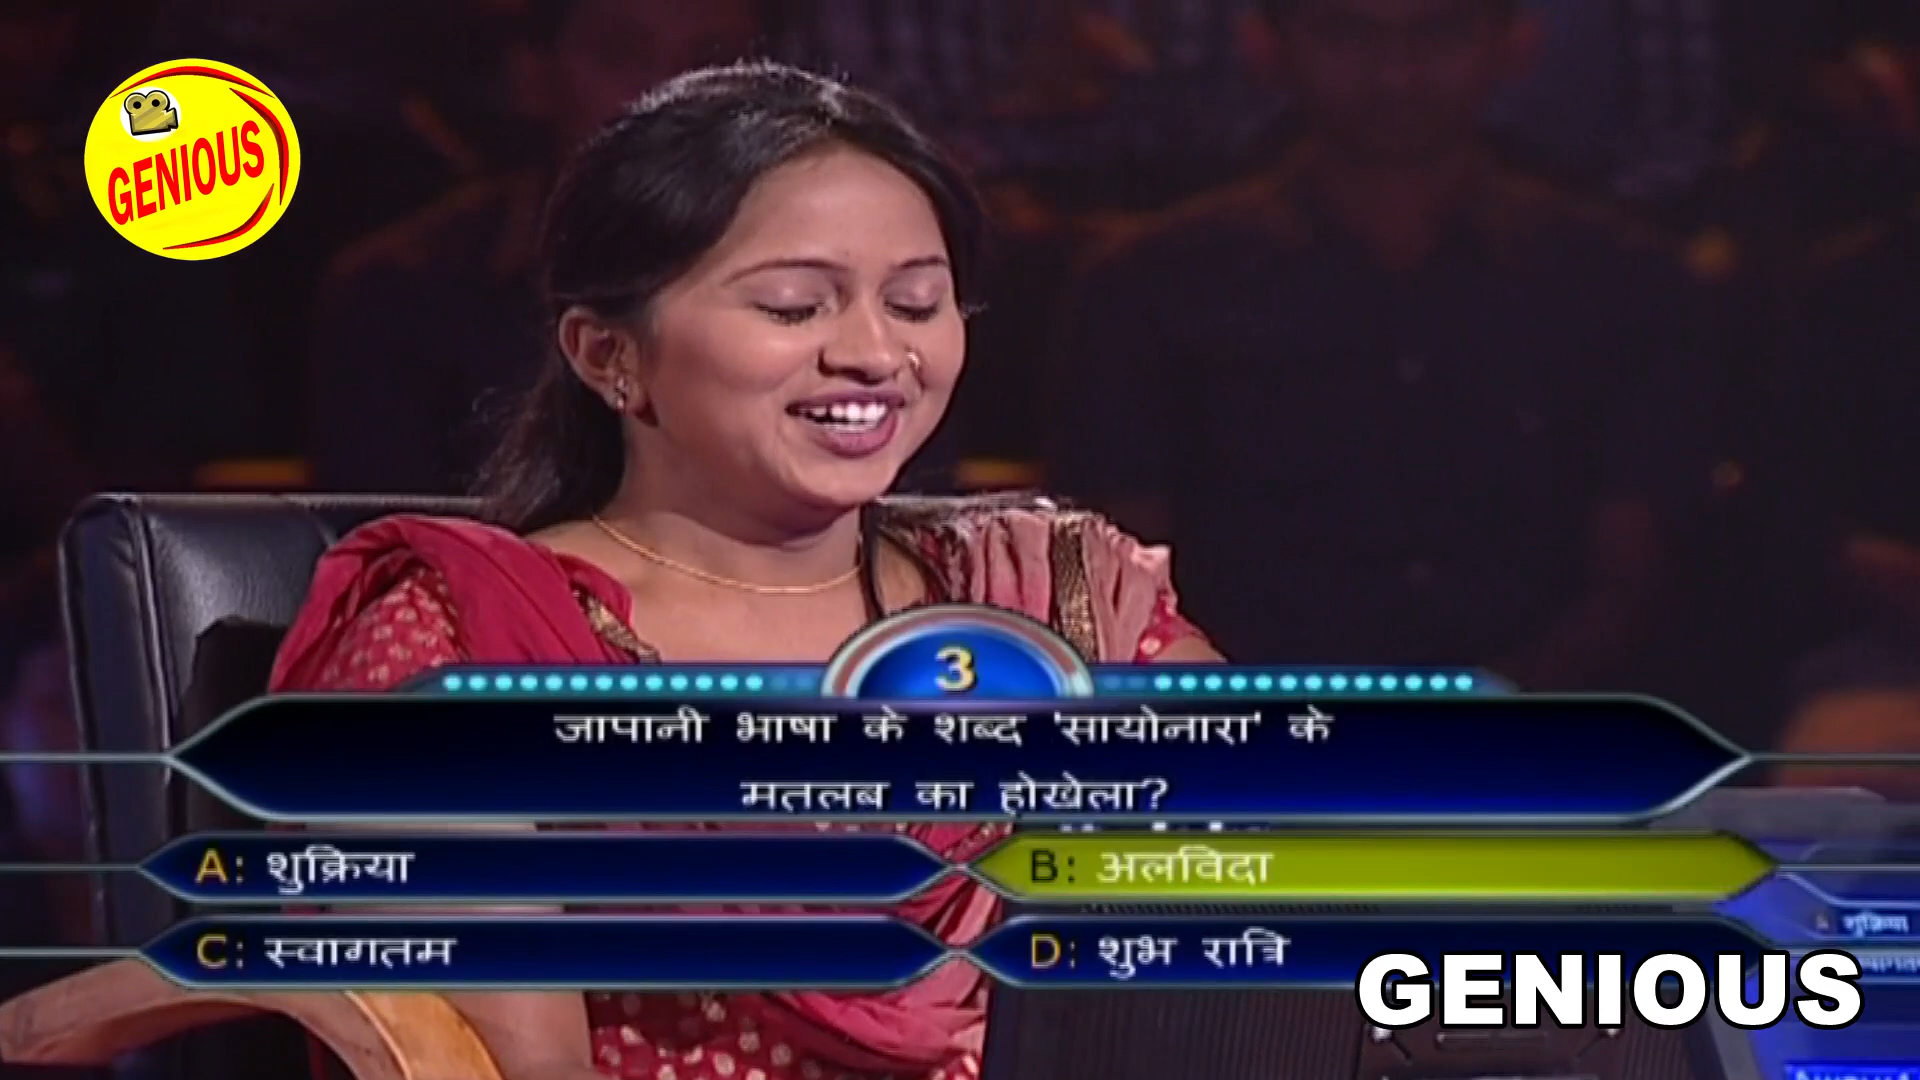 GENIOUS
3
जापानी भाषा के शब्द 'सायोनारा' के
मतलब का होखेला?
A: शुक्रिया
B: अलविदा
C: स्वागतम
D: शुभ रात्रि
शुक्रिया
GENIOUS